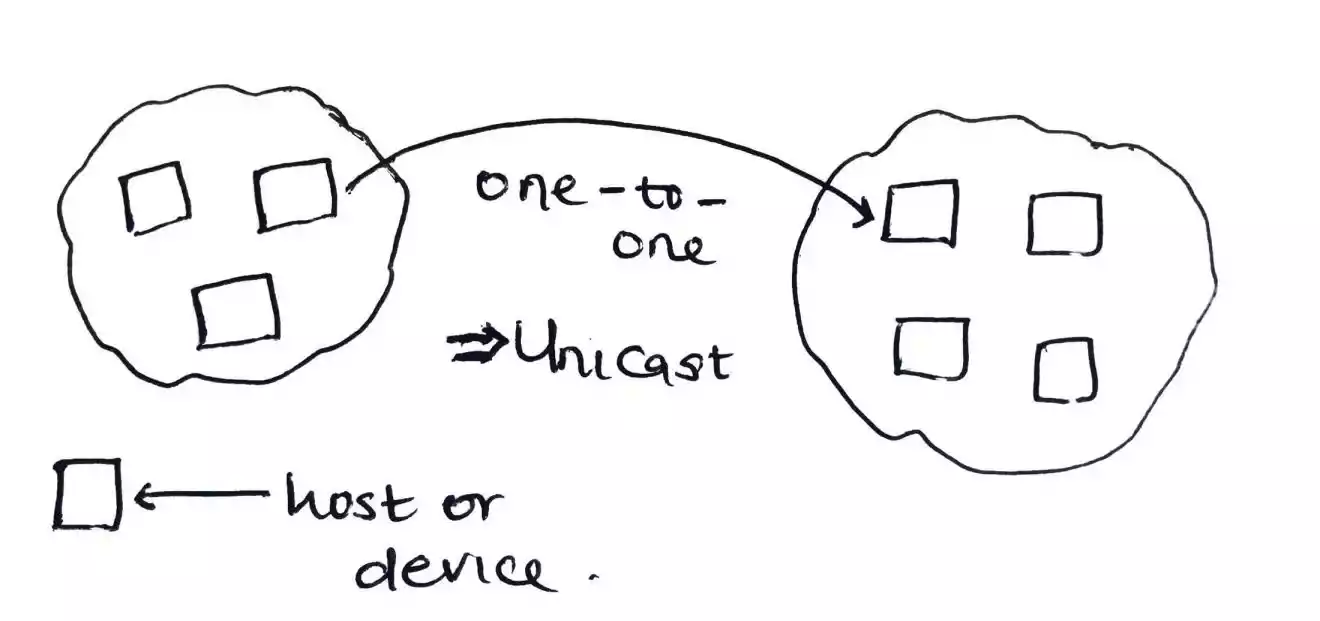 one-to-
one
⇒Unicast
host or
device.